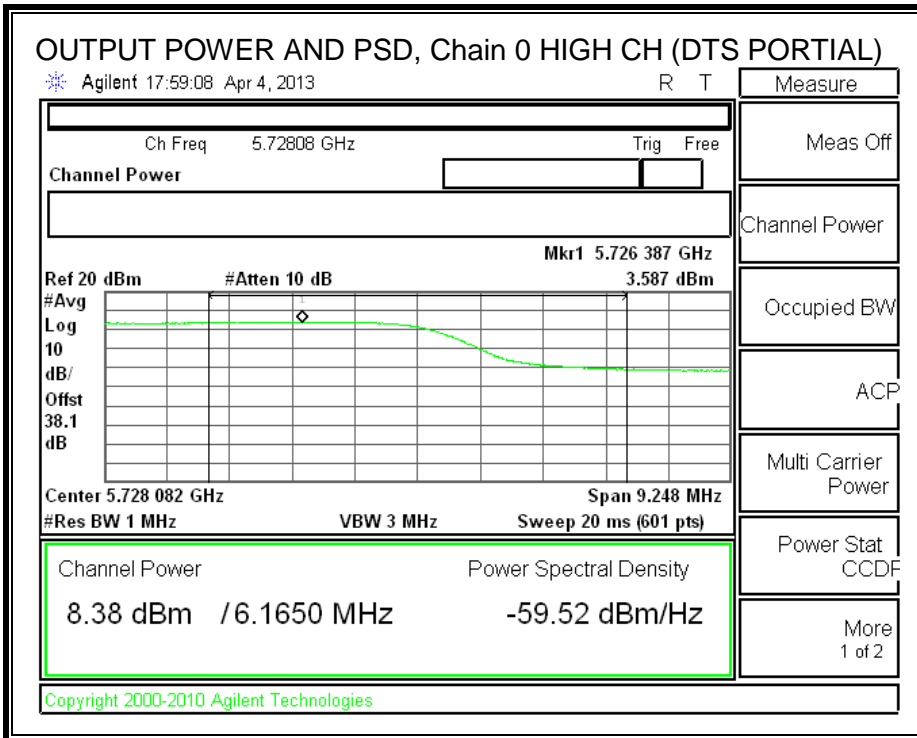 OUTPUT POWER AND PSD, Chain 0 HIGH CH (DTS PORTIAL)
Agilent 17:59:08 Apr 4, 2013 R T
Measure
Ch Freq 5.72808 GHz Trig Free
Channel Power
Mkr1 5.726 387 GHz
Ref 20 dBm #Atten 10 dB 3.587 dBm
#Avg
Log
10
dB/
Offst
38.1
dB
1
Center 5.728 082 GHz Span 9.248 MHz
#Res BW 1 MHz VBW 3 MHz Sweep 20 ms (601 pts)
Channel Power Power Spectral Density
8.38 dBm / 6.1650 MHz -59.52 dBm/Hz
Copyright 2000-2010 Agilent Technologies
Meas Off
Channel Power
Occupied BW
ACP
Multi Carrier
Power
Power Stat
CCDF
More
1 of 2